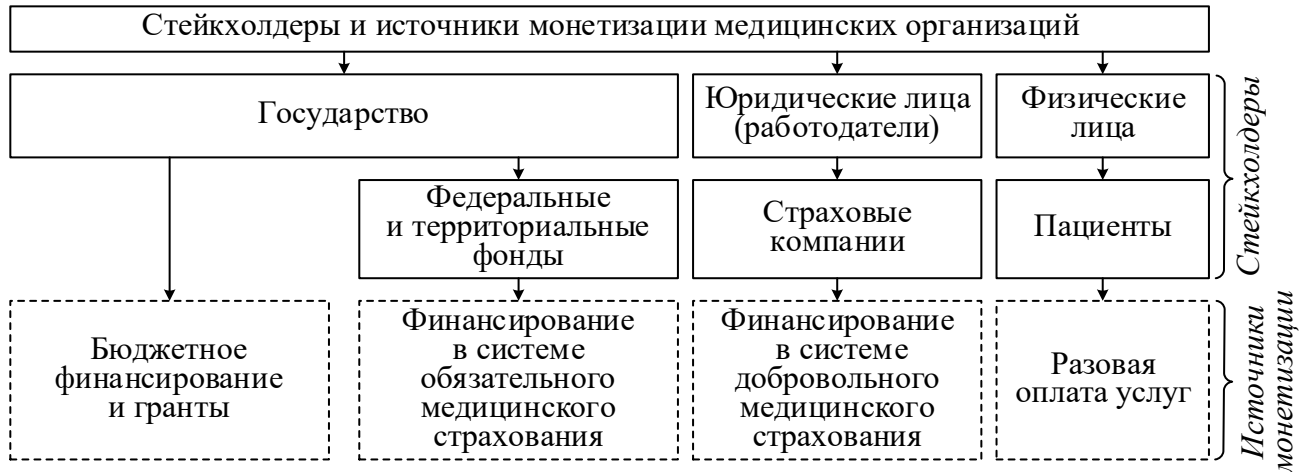 Стейкхолдеры и источники монетизации медицинских организаций
Государство
Юридические лица
(работодатели)
Физические
лица
Федеральные
и территориальные
фонды
Страховые
компании
Пациенты
Стейкхолдеры
Бюджетное
финансирование
и гранты
Финансирование
в системе
обязательного
медицинского
страхования
Финансирование
в системе
добровольного
медицинского
страхования
Разовая
оплата услуг
Источники
монетизации